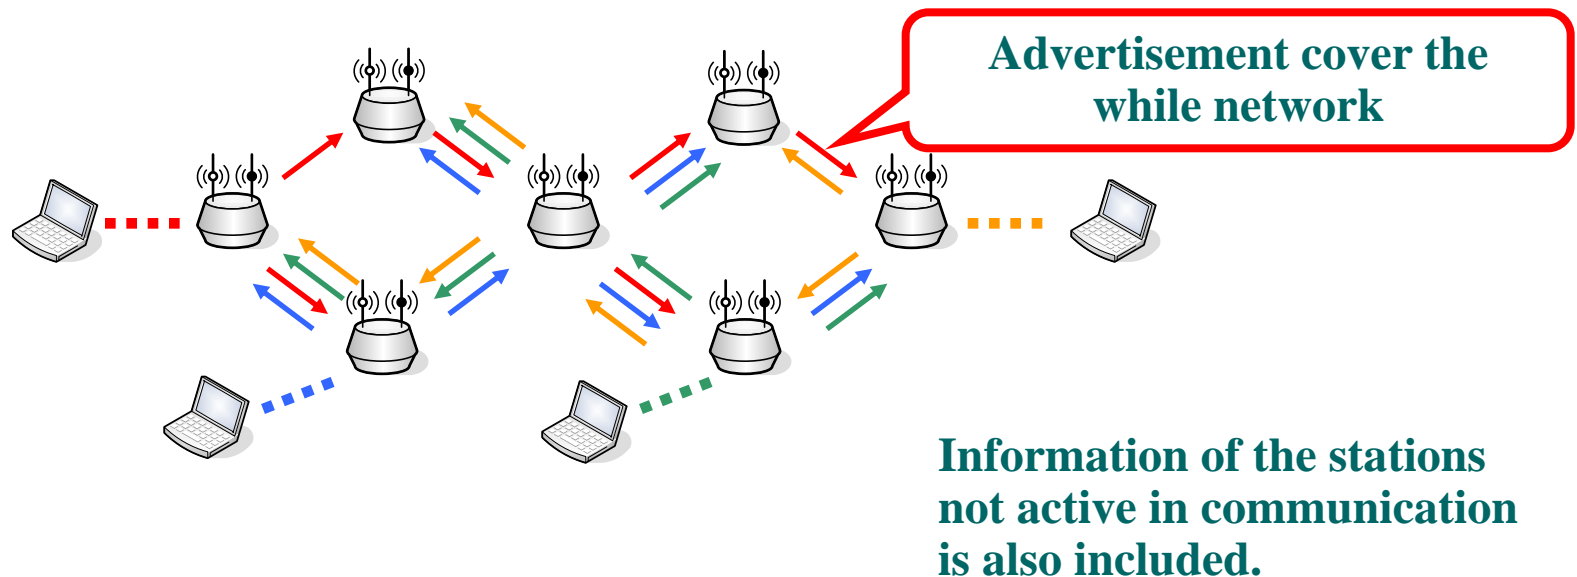 Advertisement cover the
while network
Information of the stations
not active in communication
is also included.